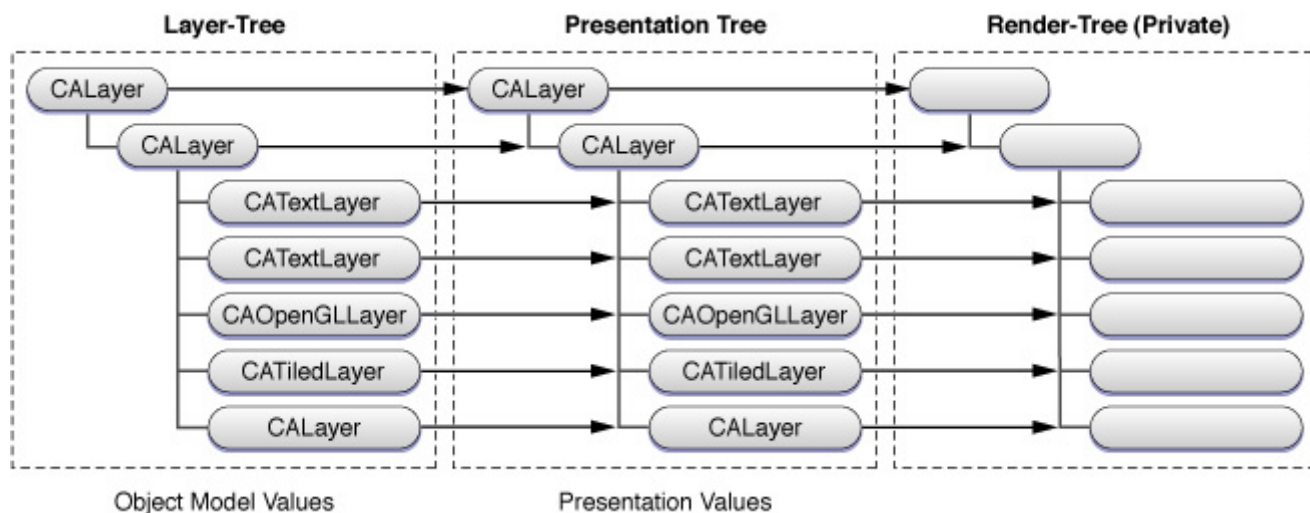 Layer-Tree
Presentation Tree
Render-Tree (Private)
CALayer
CALayer
CALayer
CALayer
CATextLayer
CATextLayer
CATextLayer
CATextLayer
CAOpenGLLayer
CAOpenGLLayer
CATiledLayer
CATiledLayer
CALayer
CALayer
Object Model Values
Presentation Values